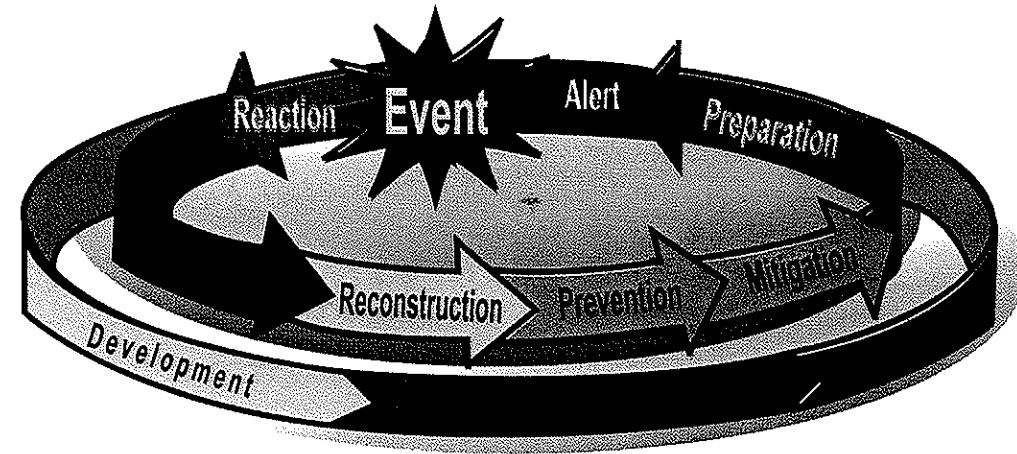 Reaction
Event
Alert
Preparation
Reconstruction
Prevention
Mitigation
Development